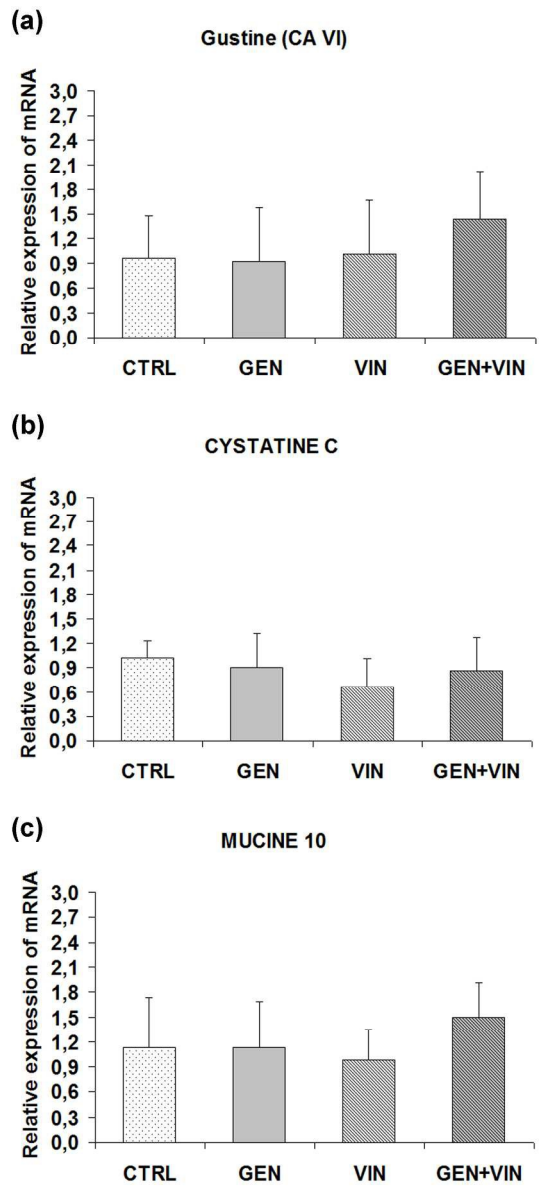 (a)
Gustine (CA VI)
Relative expression of mRNA
3,0
2,7
2,4
2,1
1,8
1,5
1,2
0,9
0,6
0,3
0,0
CTRL GEN VIN GEN+VIN
(b)
CYSTATINE C
Relative expression of mRNA
3,0
2,7
2,4
2,1
1,8
1,5
1,2
0,9
0,6
0,3
0,0
CTRL GEN VIN GEN+VIN
(c)
MUCINE 10
Relative expression of mRNA
3,0
2,7
2,4
2,1
1,8
1,5
1,2
0,9
0,6
0,3
0,0
CTRL GEN VIN GEN+VIN